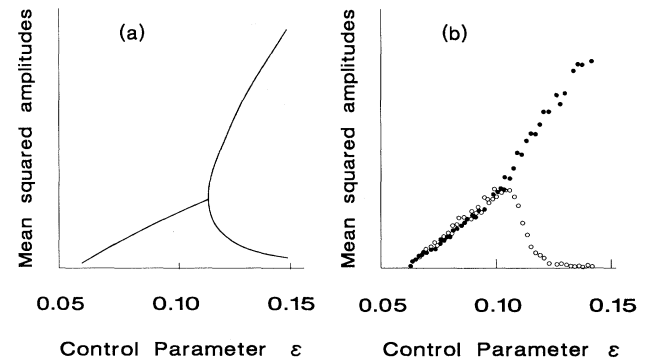 (a)
Mean squared amplitudes
0.05 0.10 0.15
Control Parameter ε
(b)
Mean squared amplitudes
0.05 0.10 0.15
Control Parameter ε